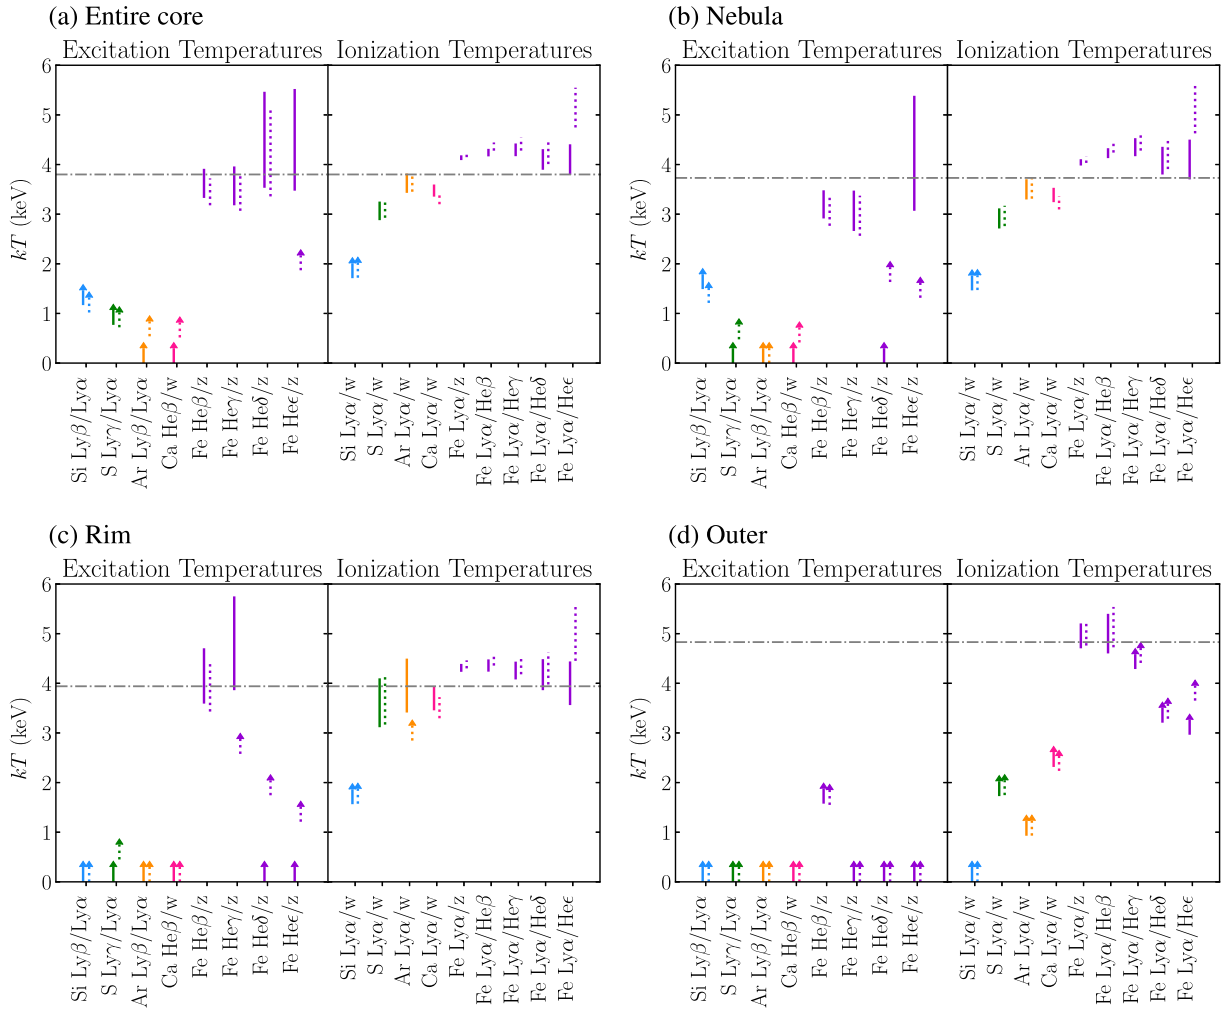 (a) Entire core
Excitation Temperatures
Ionization Temperatures
kT (keV)
6
5
4
3
2
1
0
Si Lyβ/Lyα
S Lyγ/Lyα
Ar Lyβ/Lyα
Ca Heβ/w
Fe Heβ/z
Fe Heγ/z
Fe Heδ/z
Fe Heϵ/z
Si Lyα/w
S Lyα/w
Ar Lyα/w
Ca Lyα/w
Fe Lyα/z
Fe Lyα/Heβ
Fe Lyα/Heγ
Fe Lyα/Heδ
Fe Lyα/Heϵ
(b) Nebula
Excitation Temperatures
Ionization Temperatures
kT (keV)
6
5
4
3
2
1
0
Si Lyβ/Lyα
S Lyγ/Lyα
Ar Lyβ/Lyα
Ca Heβ/w
Fe Heβ/z
Fe Heγ/z
Fe Heδ/z
Fe Heϵ/z
Si Lyα/w
S Lyα/w
Ar Lyα/w
Ca Lyα/w
Fe Lyα/z
Fe Lyα/Heβ
Fe Lyα/Heγ
Fe Lyα/Heδ
Fe Lyα/Heϵ
(c) Rim
Excitation Temperatures
Ionization Temperatures
kT (keV)
6
5
4
3
2
1
0
Si Lyβ/Lyα
S Lyγ/Lyα
Ar Lyβ/Lyα
Ca Heβ/w
Fe Heβ/z
Fe Heγ/z
Fe Heδ/z
Fe Heϵ/z
Si Lyα/w
S Lyα/w
Ar Lyα/w
Ca Lyα/w
Fe Lyα/z
Fe Lyα/Heβ
Fe Lyα/Heγ
Fe Lyα/Heδ
Fe Lyα/Heϵ
(d) Outer
Excitation Temperatures
Ionization Temperatures
kT (keV)
6
5
4
3
2
1
0
Si Lyβ/Lyα
S Lyγ/Lyα
Ar Lyβ/Lyα
Ca Heβ/w
Fe Heβ/z
Fe Heγ/z
Fe Heδ/z
Fe Heϵ/z
Si Lyα/w
S Lyα/w
Ar Lyα/w
Ca Lyα/w
Fe Lyα/z
Fe Lyα/Heβ
Fe Lyα/Heγ
Fe Lyα/Heδ
Fe Lyα/Heϵ